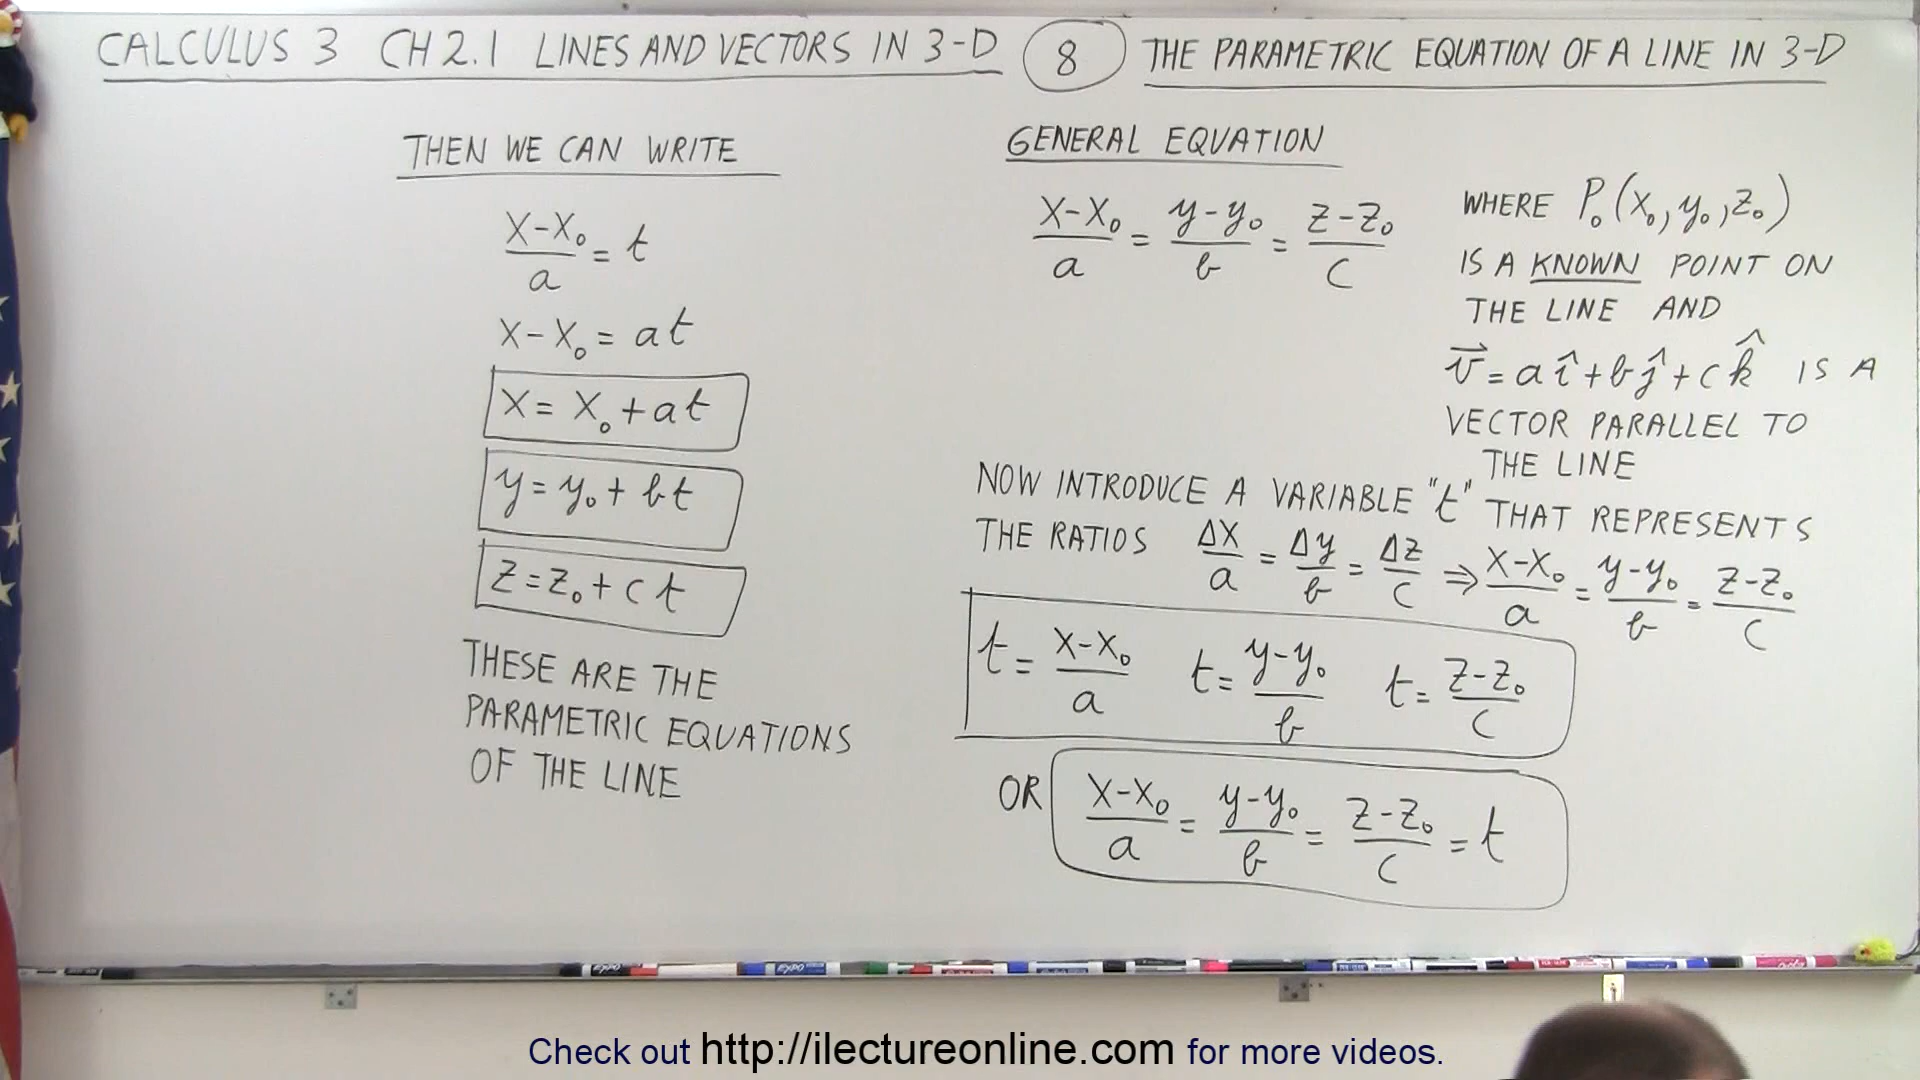 CALCULUS 3 CH 2.1 LINES AND VECTORS IN 3-D 8 THE PARAMETRIC EQUATION OF A LINE IN 3-D
THEN WE CAN WRITE
(x-x₀)/a = t
x-x₀ = at
x = x₀ + at
y = y₀ + bt
z = z₀ + ct
THESE ARE THE
PARAMETRIC EQUATIONS
OF THE LINE
GENERAL EQUATION
(x-x₀)/a = (y-y₀)/b = (z-z₀)/c
WHERE P₀(x₀, y₀, z₀)
IS A KNOWN POINT ON
THE LINE AND
v⃗ = a î + b ĵ + c k̂ IS A
VECTOR PARALLEL TO
THE LINE
NOW INTRODUCE A VARIABLE "t" THAT REPRESENTS
THE RATIOS Δx/a = Δy/b = Δz/c ⇒ (x-x₀)/a = (y-y₀)/b = (z-z₀)/c
t = (x-x₀)/a t = (y-y₀)/b t = (z-z₀)/c
OR (x-x₀)/a = (y-y₀)/b = (z-z₀)/c = t
Check out http://ilectureonline.com for more videos.